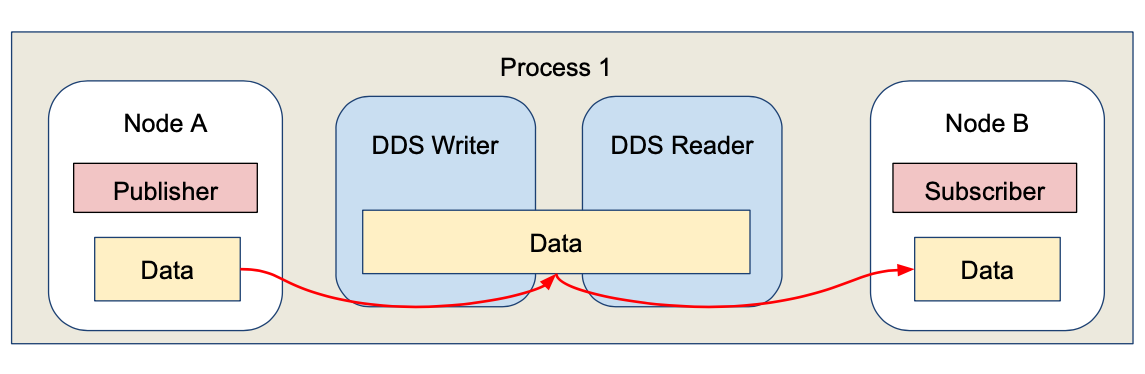 Process 1
Node A
DDS Writer
DDS Reader
Node B
Publisher
Subscriber
Data
Data
Data